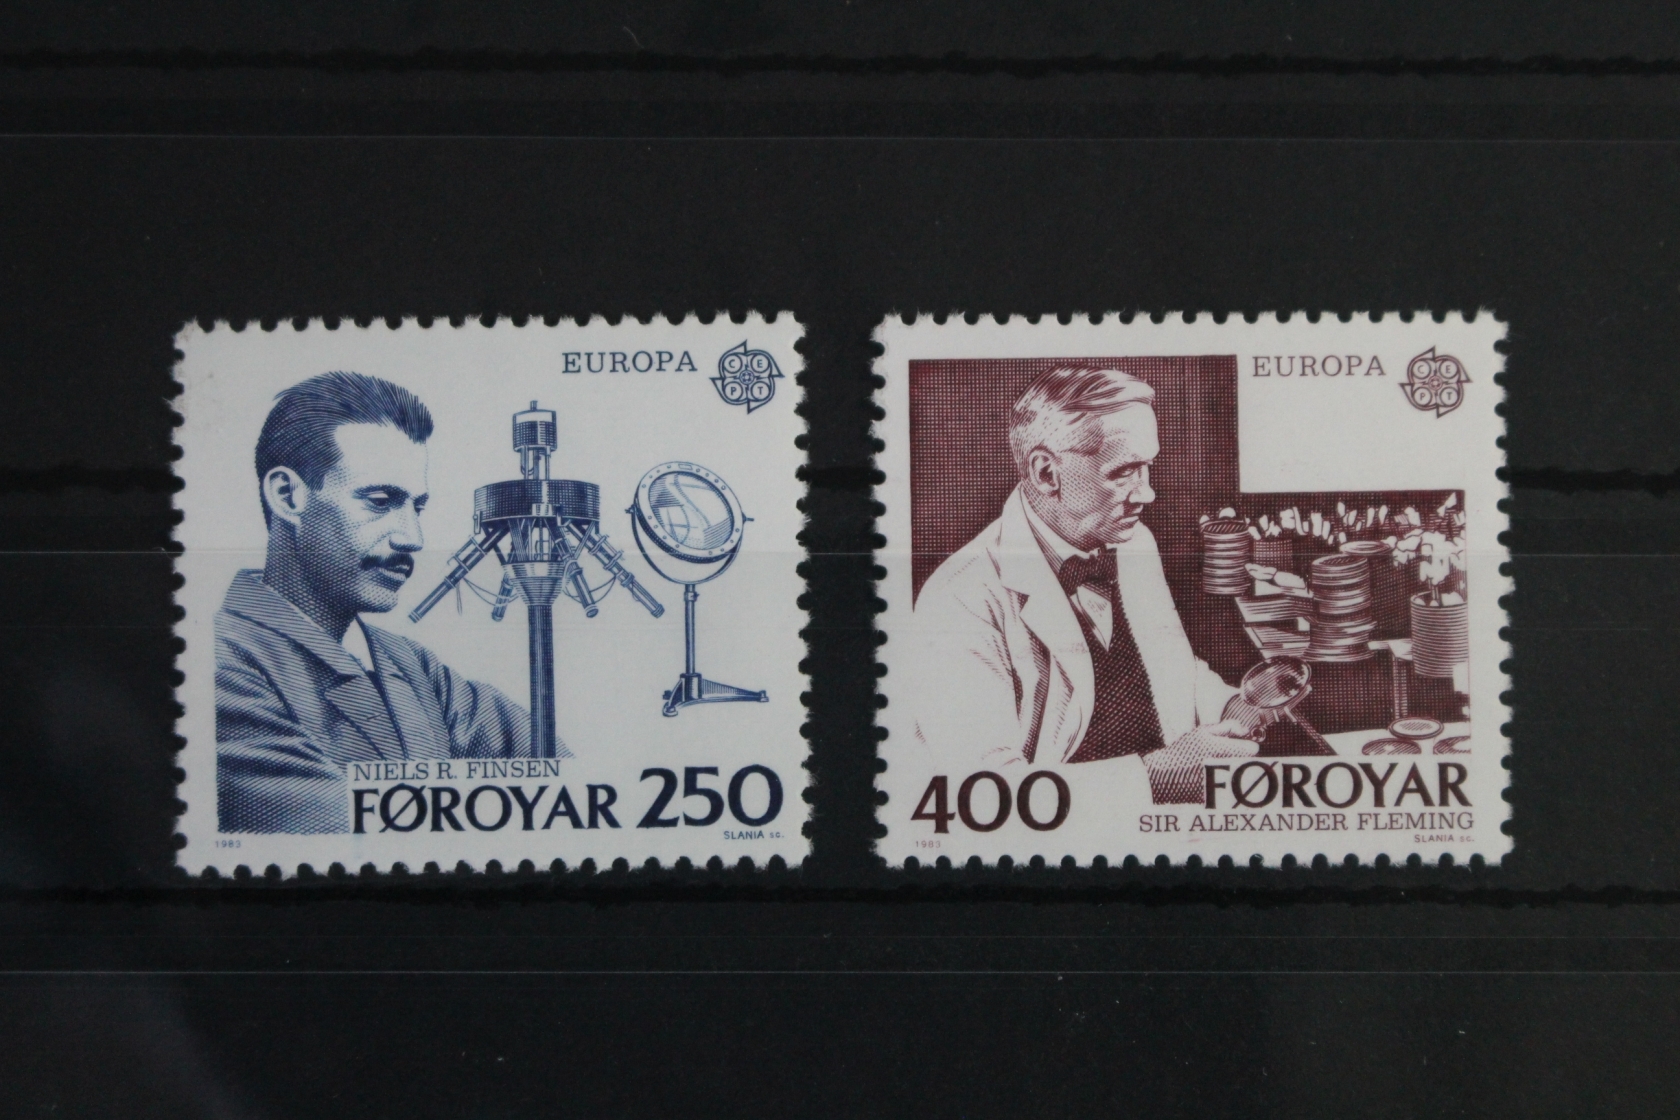 EUROPA
C E
P T
NIELS R. FINSEN
FØROYAR 250
1983
SLANIA sc.
EUROPA
C E
P T
400 FØROYAR
SIR ALEXANDER FLEMING
1983
SLANIA sc.